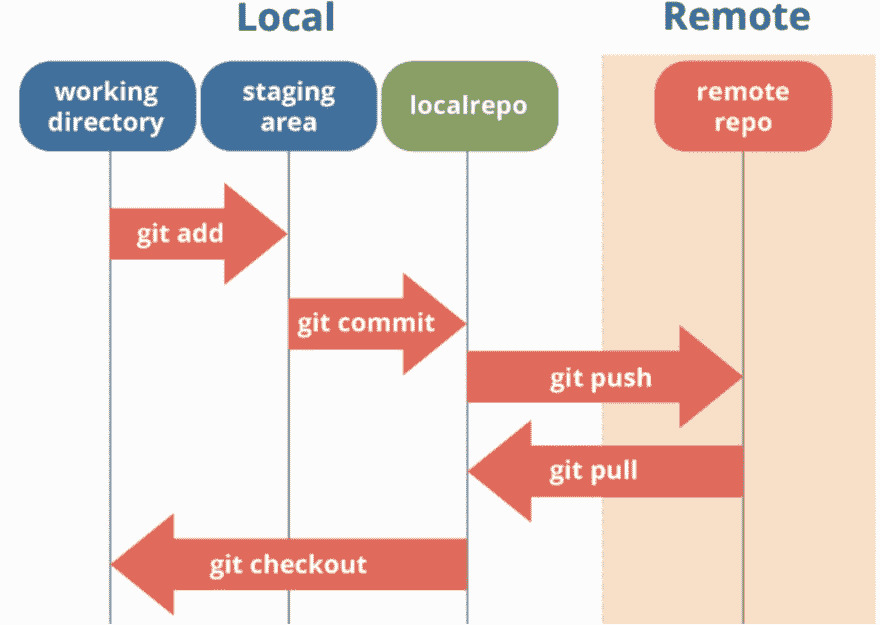 Local
Remote
working
directory
staging
area
localrepo
remote
repo
git add
git commit
git push
git pull
git checkout